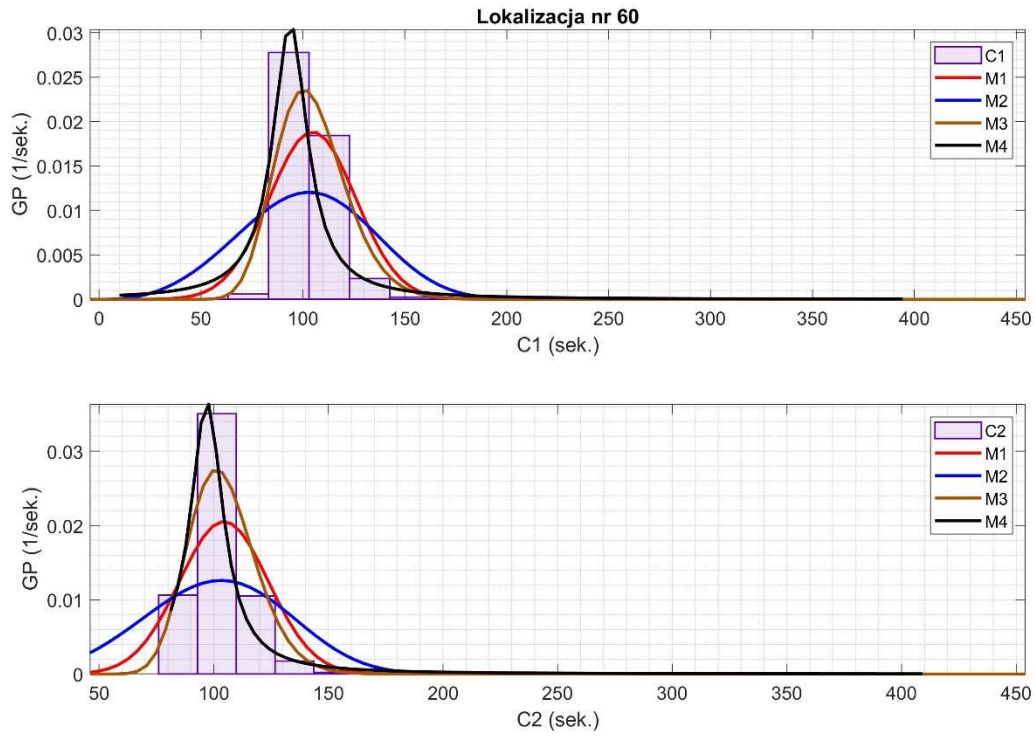 Lokalizacja nr 60
GP (1/sek.)
0.03
0.025
0.02
0.015
0.01
0.005
0
C1
M1
M2
M3
M4
0 50 100 150 200 250 300 350 400 450
C1 (sek.)
GP (1/sek.)
0.03
0.02
0.01
0
C2
M1
M2
M3
M4
50 100 150 200 250 300 350 400 450
C2 (sek.)